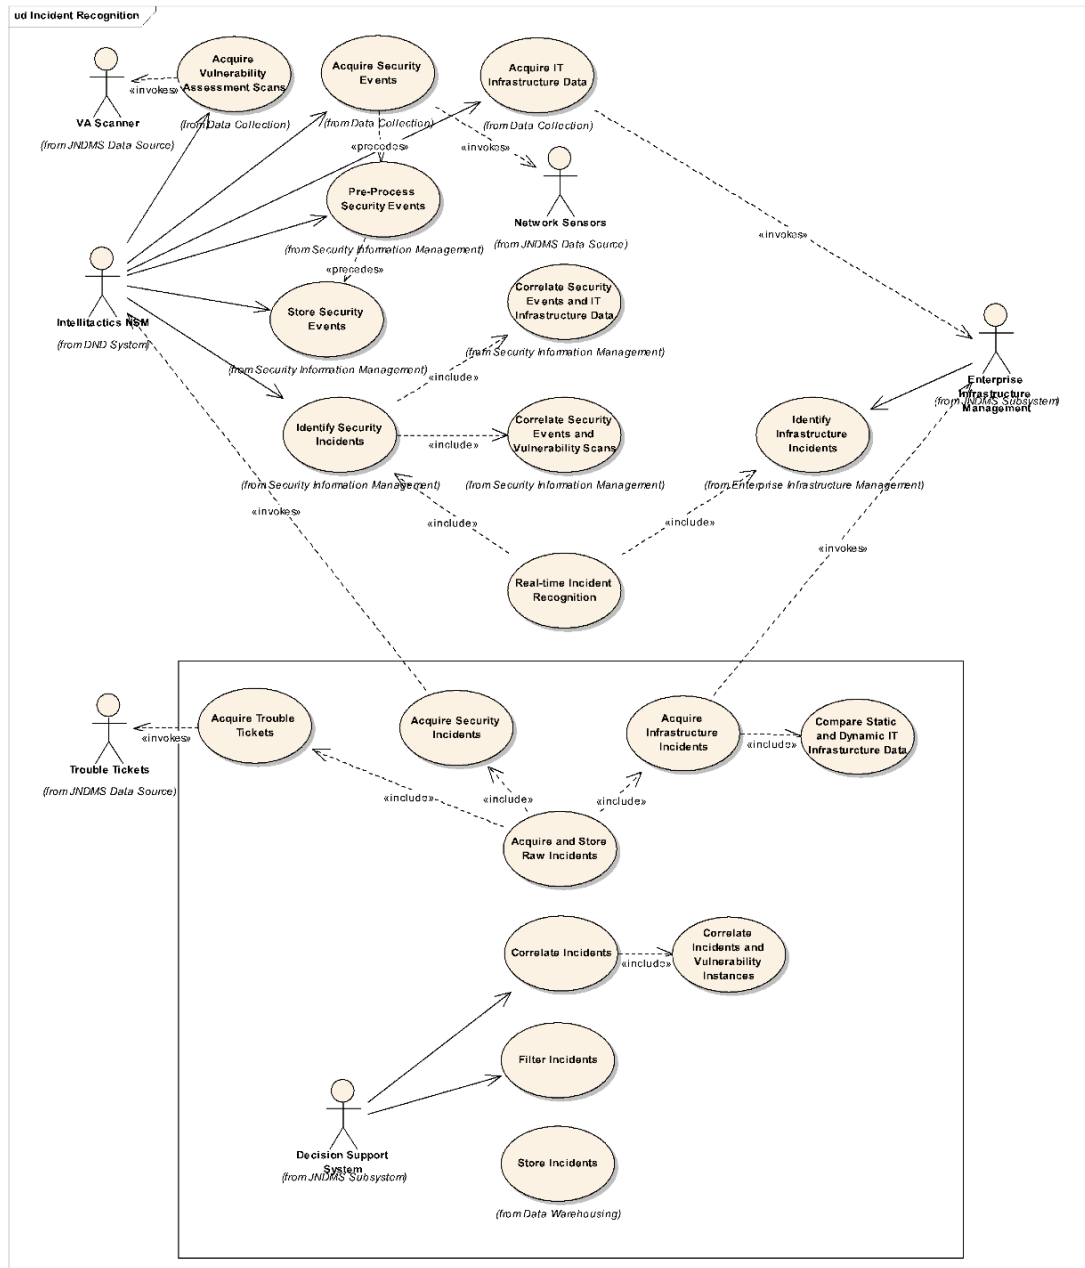 ud Incident Recognition
Acquire
Vulnerability
Assessment Scans
(from Data Collection)
Acquire Security
Events
(from Data Collection)
Acquire IT
Infrastructure Data
(from Data Collection)
«invokes»
VA Scanner
(from JNDMS Data Source)
«precedes»
«invokes»
Pre-Process
Security Events
(from Security Information Management)
Network Sensors
(from JNDMS Data Source)
«invokes»
«precedes»
Intellitactics NSM
(from DND System)
Store Security
Events
(from Security Information Management)
Correlate Security
Events and IT
Infrastructure Data
(from Security Information Management)
«include»
Enterprise
Infrastructure
Management
(from JNDMS Subsystem)
Identify Security
Incidents
(from Security Information Management)
«include»
Correlate Security
Events and
Vulnerability Scans
(from Security Information Management)
Identify
Infrastructure
Incidents
(from Enterprise Infrastructure Management)
«invokes»
«include»
«include»
«invokes»
Real-time Incident
Recognition
Acquire Trouble
Tickets
Acquire Security
Incidents
Acquire
Infrastructure
Incidents
Compare Static
and Dynamic IT
Infrasturcture Data
«invokes»
«include»
Trouble Tickets
(from JNDMS Data Source)
«include»
«include»
«include»
Acquire and Store
Raw Incidents
Correlate Incidents
«include»
Correlate
Incidents and
Vulnerability
Instances
Filter Incidents
Decision Support
System
(from JNDMS Subsystem)
Store Incidents
(from Data Warehousing)